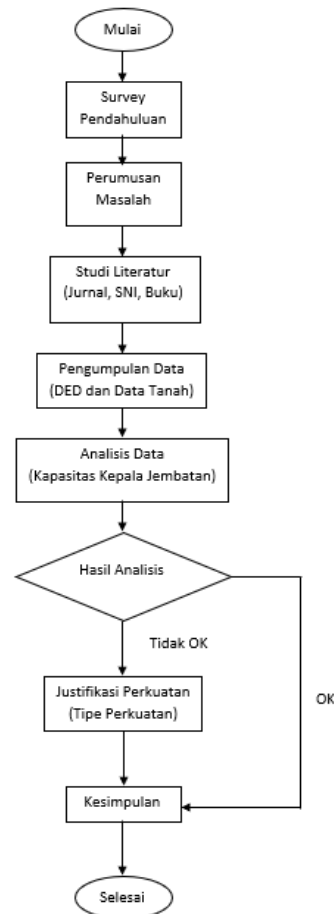 Mulai
Survey
Pendahuluan
Perumusan
Masalah
Studi Literatur
(Jurnal, SNI, Buku)
Pengumpulan Data
(DED dan Data Tanah)
Analisis Data
(Kapasitas Kepala Jembatan)
Hasil Analisis
Tidak OK
Justifikasi Perkuatan
(Tipe Perkuatan)
OK
Kesimpulan
Selesai